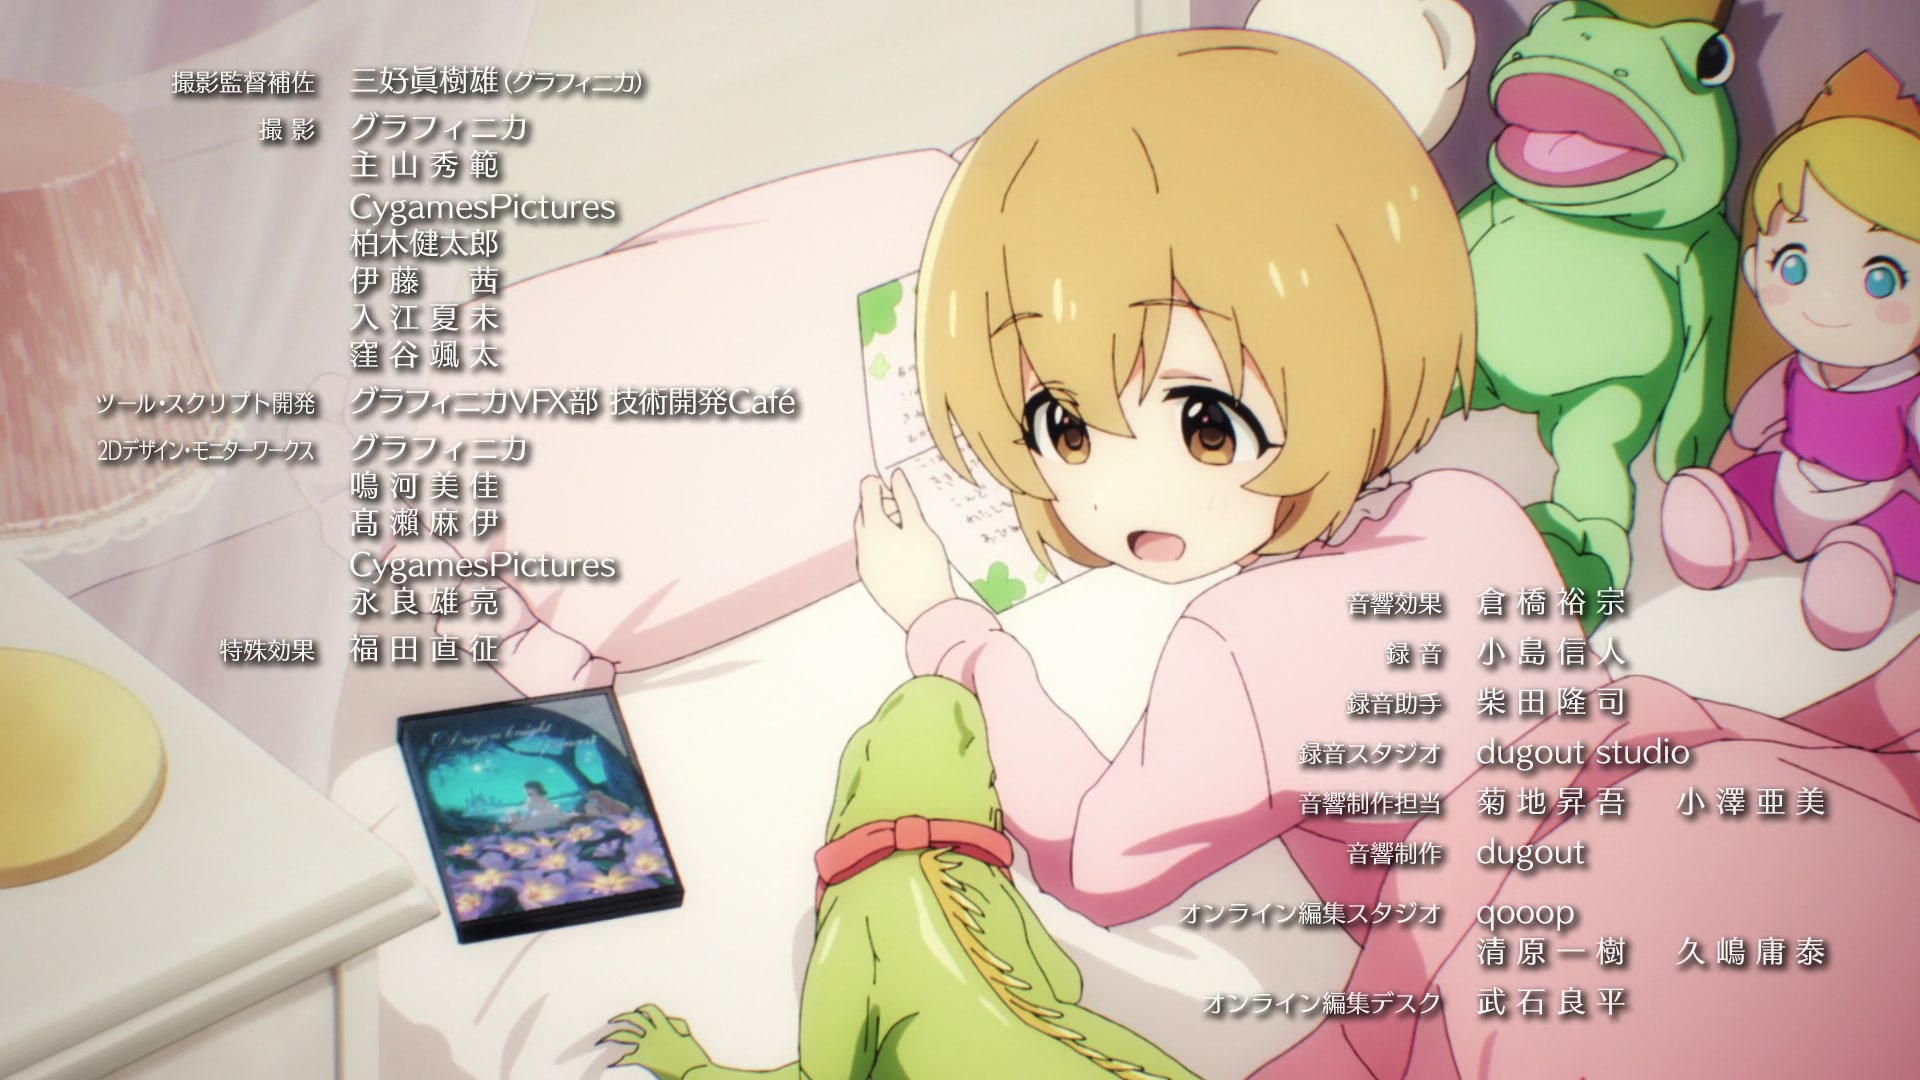 撮影監督補佐 三好眞樹雄(グラフィニカ)
撮影 グラフィニカ
主山秀範
CygamesPictures
柏木健太郎
伊藤 茜
入江夏未
窪谷颯太
ツール・スクリプト開発 グラフィニカVFX部 技術開発Café
2Dデザイン・モニターワークス グラフィニカ
鳴河美佳
髙瀨麻伊
CygamesPictures
永良雄亮
特殊効果 福田直征
Dragon knight
princess
音響効果 倉橋裕宗
録音 小島信人
録音助手 柴田隆司
録音スタジオ dugout studio
音響制作担当 菊地昇吾 小澤亜美
音響制作 dugout
オンライン編集スタジオ qooop
清原一樹 久嶋庸泰
オンライン編集デスク 武石良平